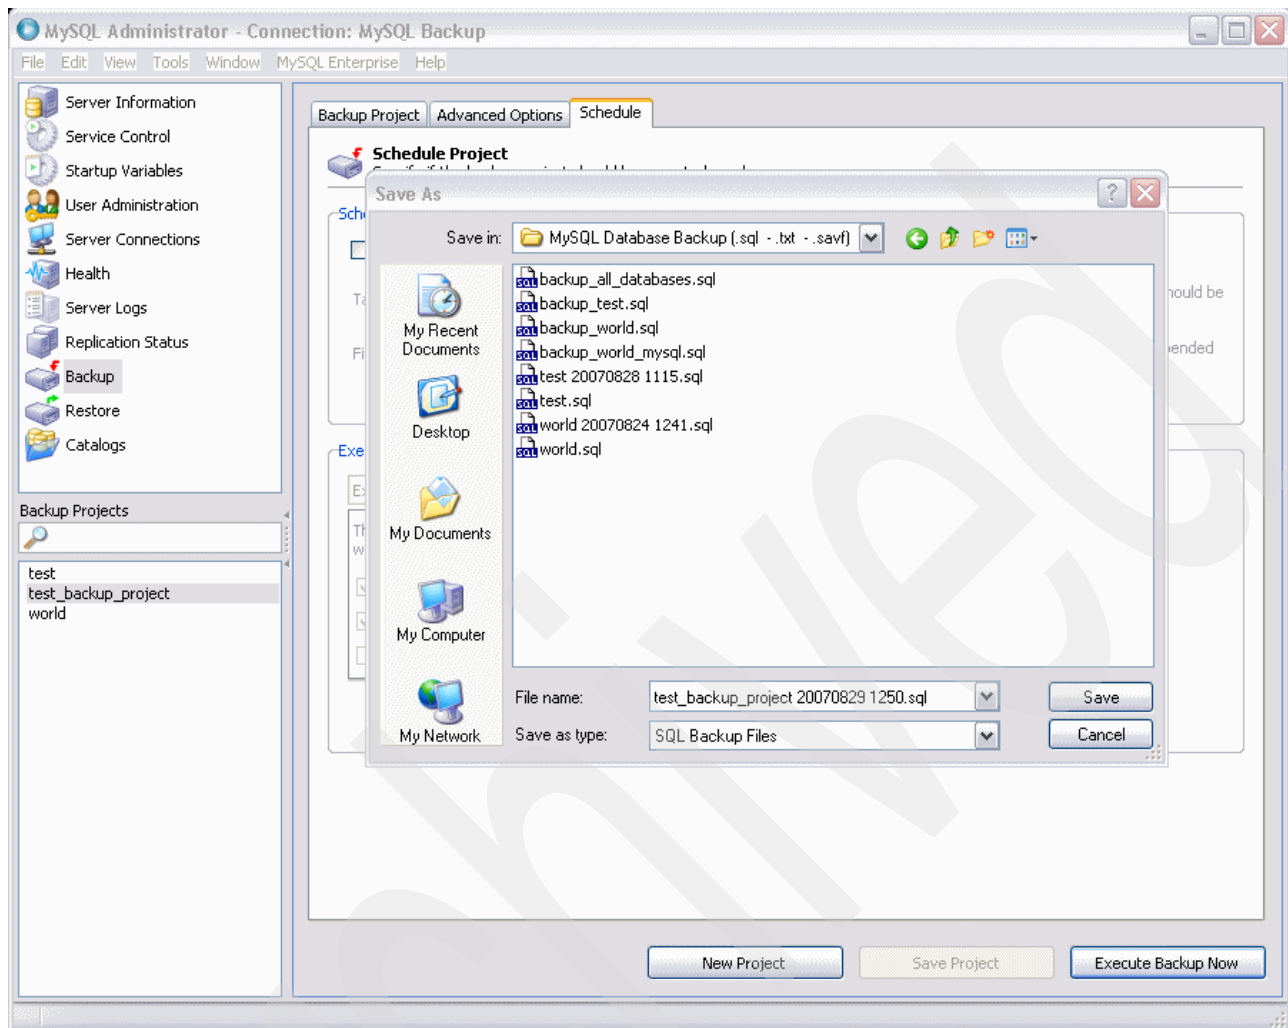 MySQL Administrator - Connection: MySQL Backup
File Edit View Tools Window MySQL Enterprise Help
Server Information
Service Control
Startup Variables
User Administration
Server Connections
Health
Server Logs
Replication Status
Backup
Restore
Catalogs
Backup Projects
test
test_backup_project
world
Backup Project Advanced Options Schedule
Schedule Project
Save As
Save in: MySQL Database Backup (.sql - .txt - .savf)
My Recent Documents
Desktop
My Documents
My Computer
My Network
backup_all_databases.sql
backup_test.sql
backup_world.sql
backup_world_mysql.sql
test 20070828 1115.sql
test.sql
world 20070824 1241.sql
world.sql
File name: test_backup_project 20070829 1250.sql Save
Save as type: SQL Backup Files Cancel
New Project Save Project Execute Backup Now